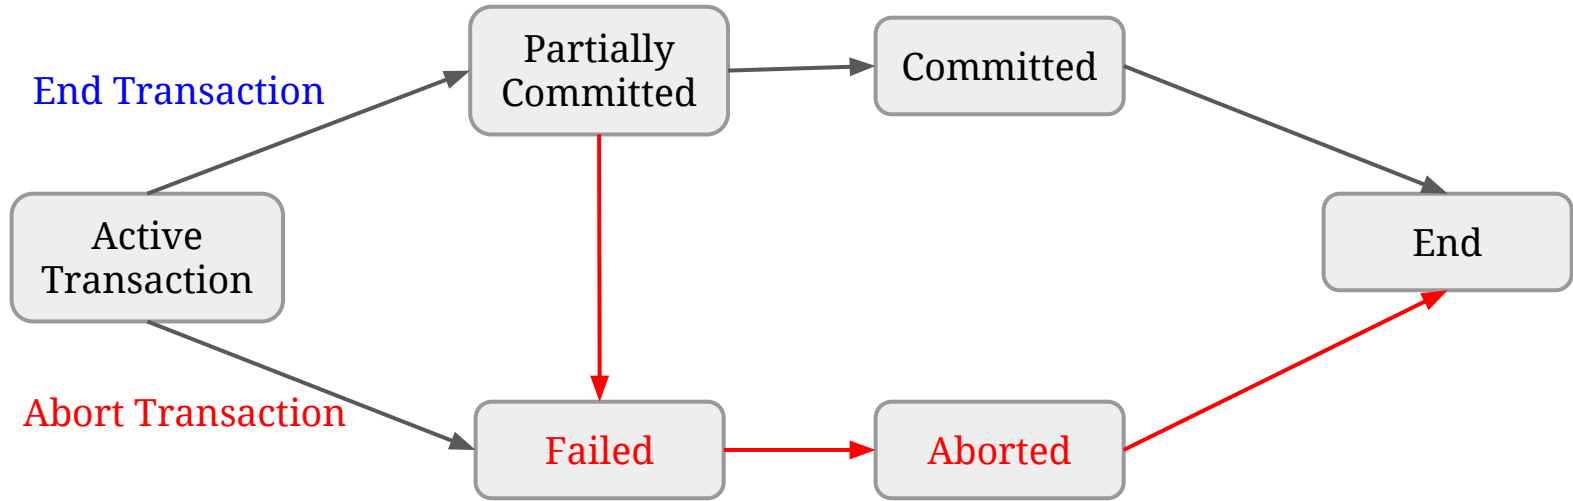 Partially
Committed
Committed
End Transaction
Active
Transaction
End
Abort Transaction
Failed
Aborted